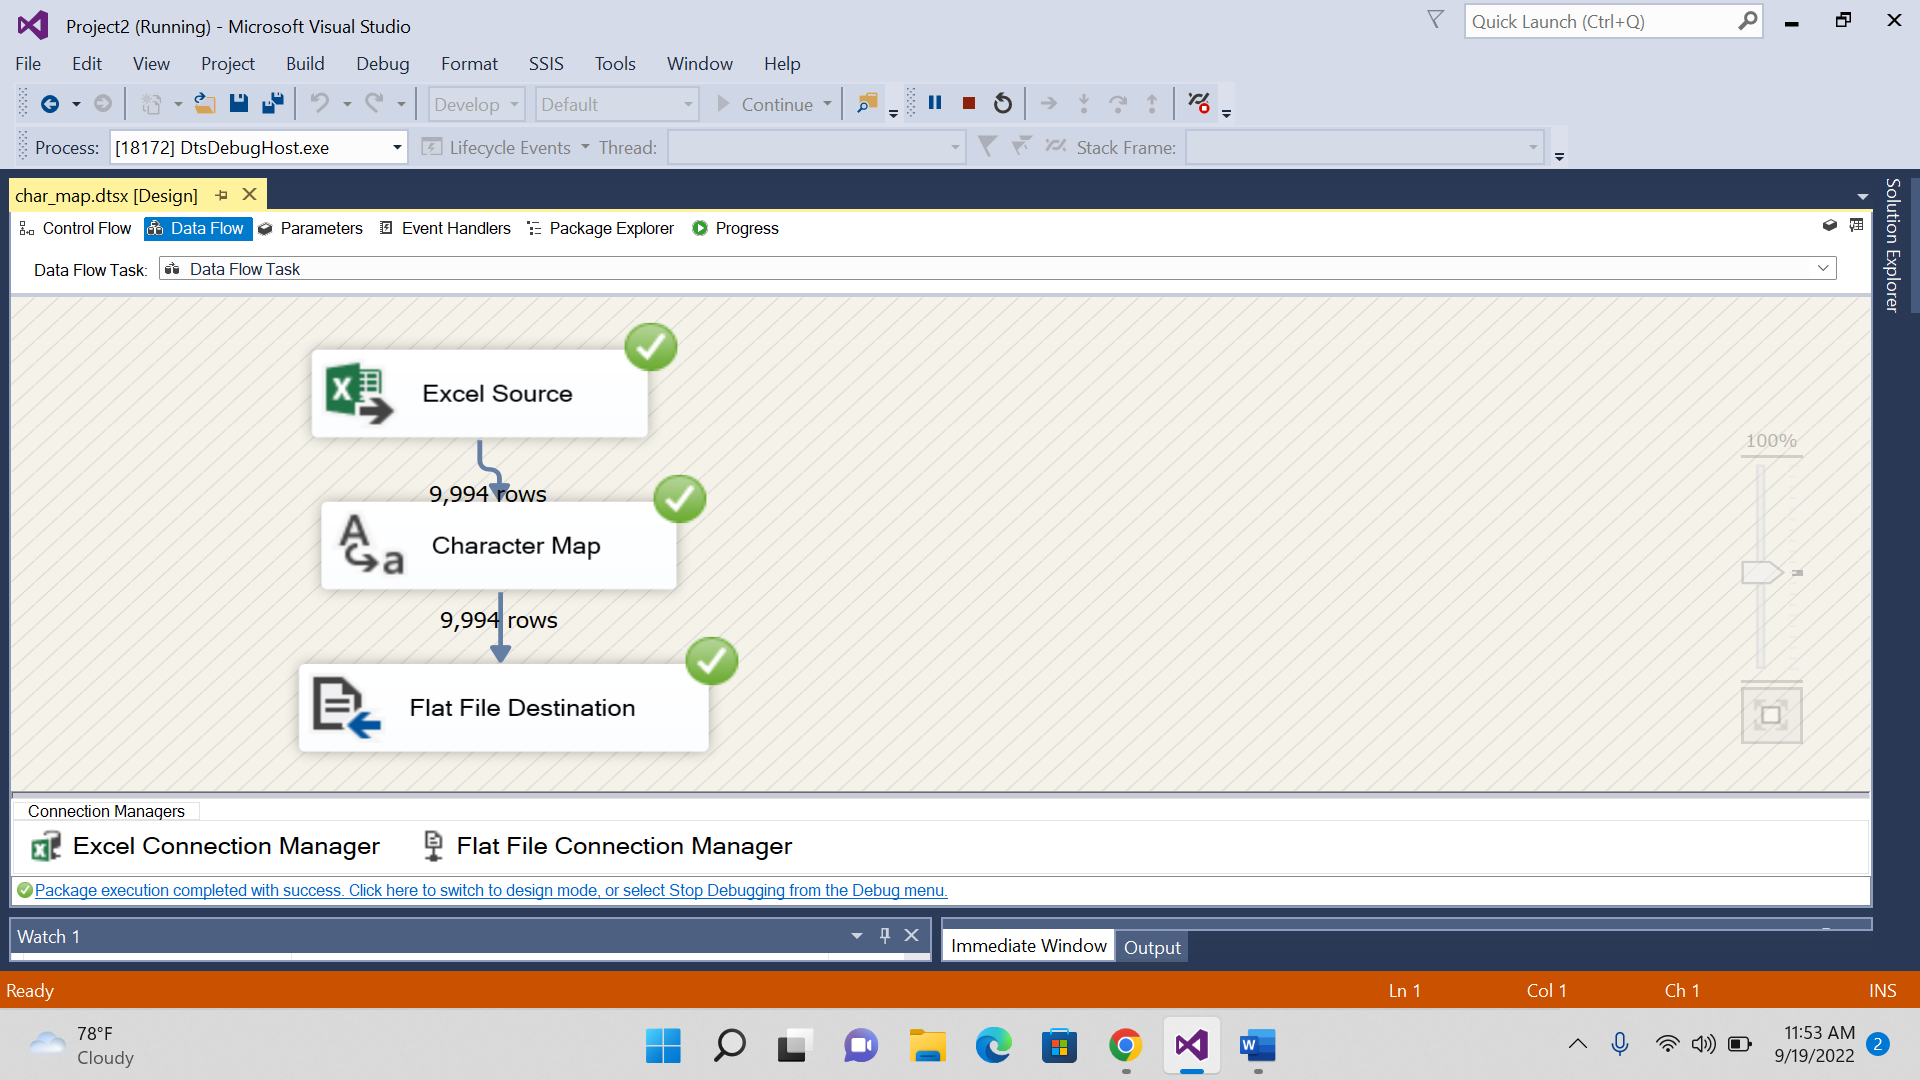 Project2 (Running) - Microsoft Visual Studio
Quick Launch (Ctrl+Q)
File Edit View Project Build Debug Format SSIS Tools Window Help
Develop Default Continue
Process: [18172] DtsDebugHost.exe Lifecycle Events Thread: Stack Frame:
char_map.dtsx [Design]
Control Flow Data Flow Parameters Event Handlers Package Explorer Progress
Data Flow Task: Data Flow Task
Solution Explorer
Excel Source
9,994 rows
Character Map
9,994 rows
Flat File Destination
100%
Connection Managers
Excel Connection Manager Flat File Connection Manager
Package execution completed with success. Click here to switch to design mode, or select Stop Debugging from the Debug menu.
Watch 1
Immediate Window Output
Ready Ln 1 Col 1 Ch 1 INS
78°F
Cloudy
11:53 AM
9/19/2022
2